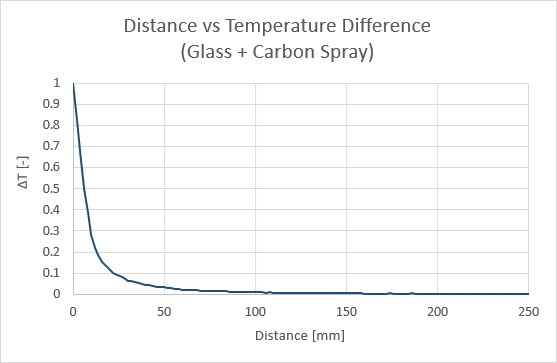 Distance vs Temperature Difference
(Glass + Carbon Spray)
1
0.9
0.8
0.7
0.6
0.5
0.4
0.3
0.2
0.1
0
ΔT [-]
0 50 100 150 200 250
Distance [mm]